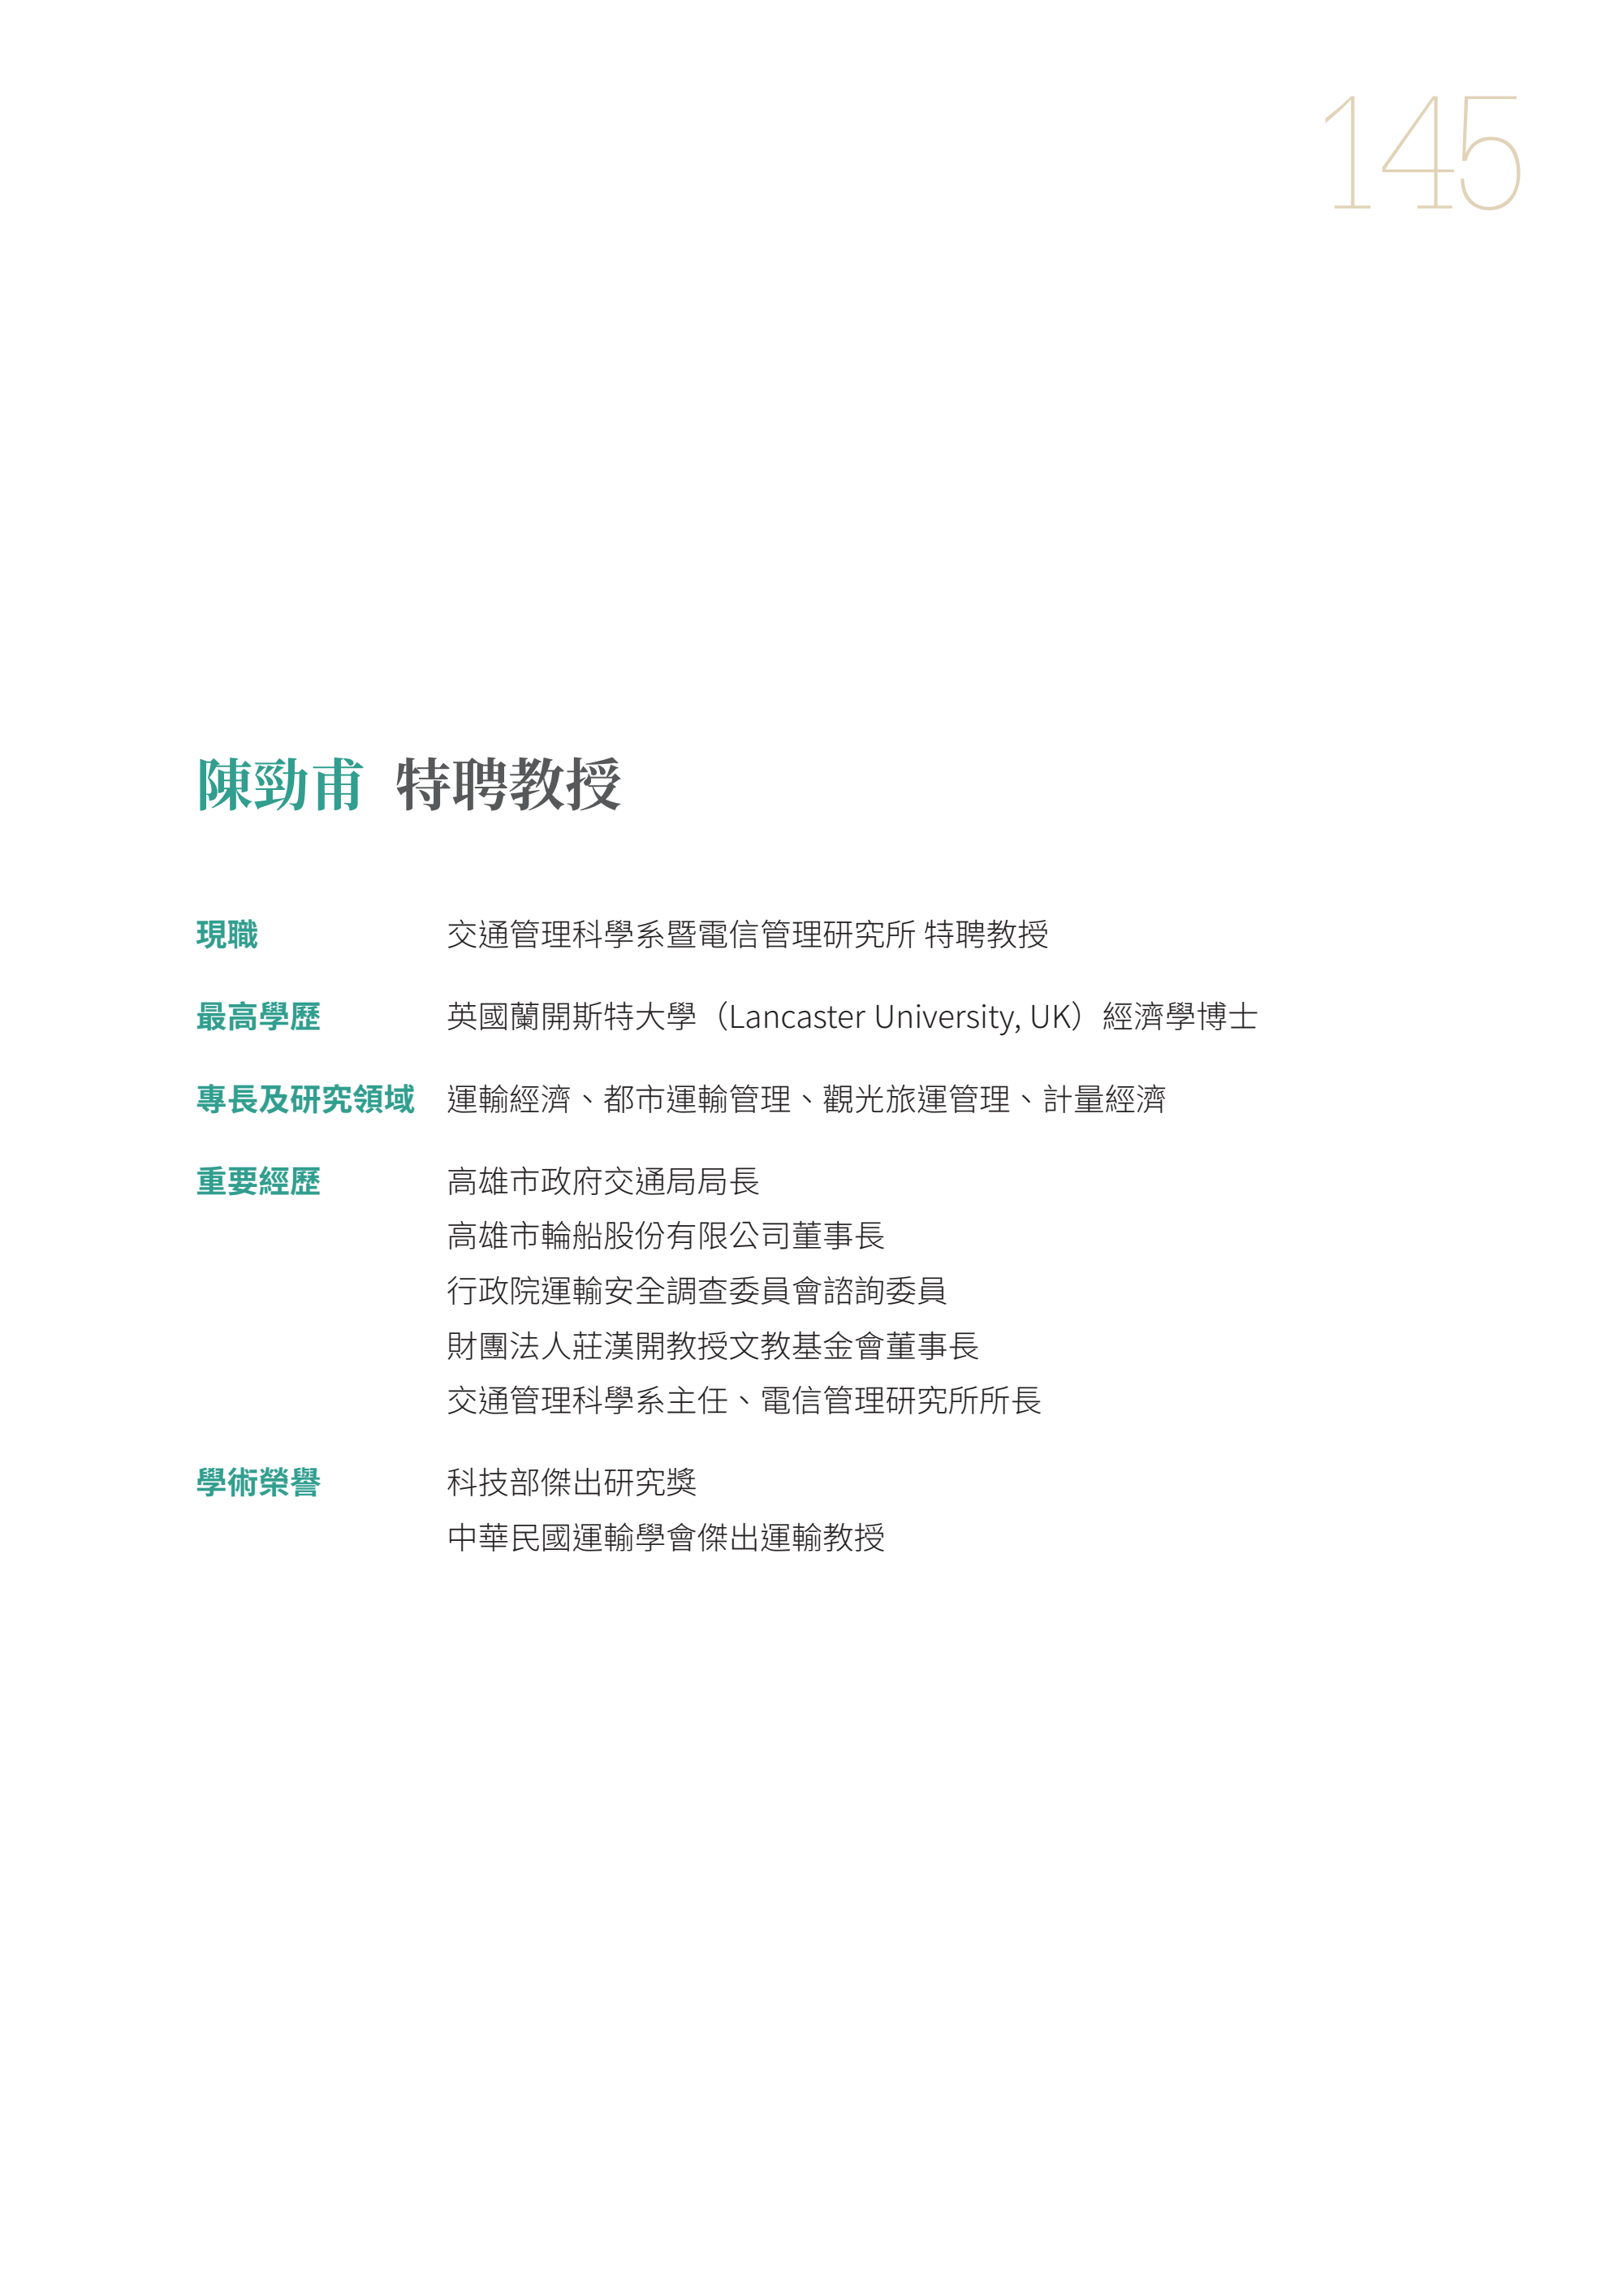 145
陳勁甫 特聘教授
現職 交通管理科學系暨電信管理研究所 特聘教授
最高學歷 英國蘭開斯特大學（Lancaster University, UK）經濟學博士
專長及研究領域 運輸經濟、都市運輸管理、觀光旅運管理、計量經濟
重要經歷 高雄市政府交通局局長
高雄市輪船股份有限公司董事長
行政院運輸安全調查委員會諮詢委員
財團法人莊漢開教授文教基金會董事長
交通管理科學系主任、電信管理研究所所長
學術榮譽 科技部傑出研究獎
中華民國運輸學會傑出運輸教授